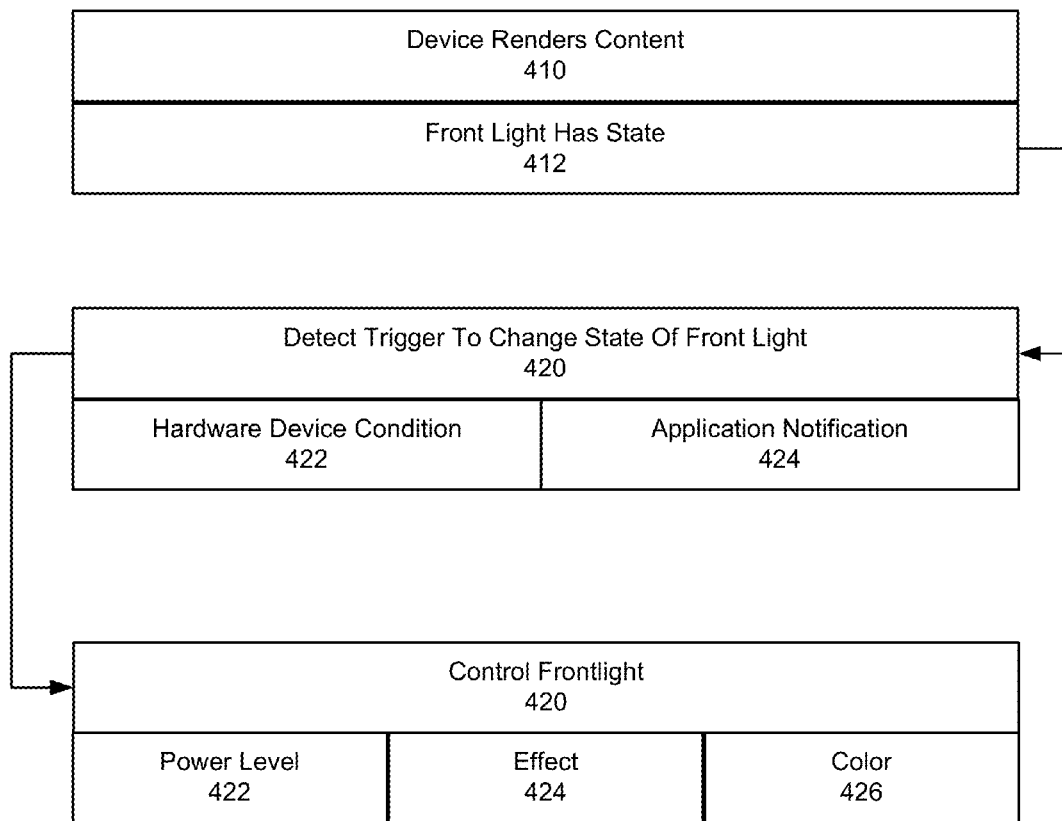 Device Renders Content
410
Front Light Has State
412
Detect Trigger To Change State Of Front Light
420
Hardware Device Condition
422
Application Notification
424
Control Frontlight
420
Power Level
422
Effect
424
Color
426